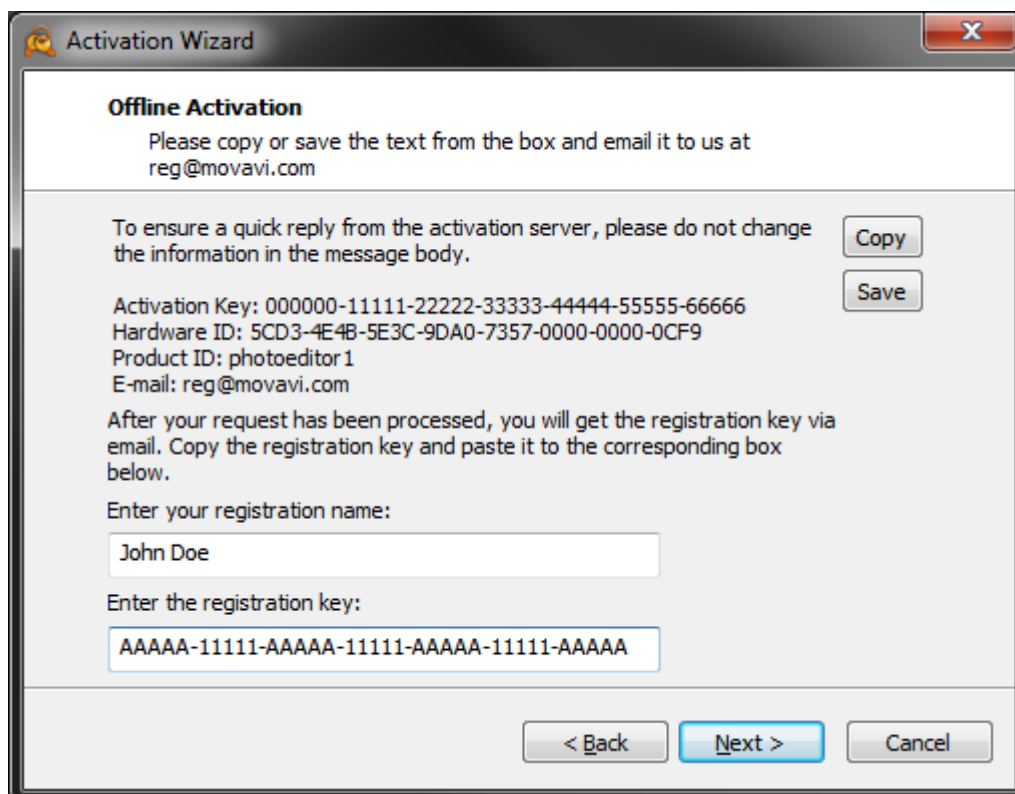 Activation Wizard
Offline Activation
Please copy or save the text from the box and email it to us at
reg@movavi.com
To ensure a quick reply from the activation server, please do not change
the information in the message body.
Copy
Save
Activation Key: 000000-11111-22222-33333-44444-55555-66666
Hardware ID: 5CD3-4E4B-5E3C-9DA0-7357-0000-0000-0CF9
Product ID: photoeditor1
E-mail: reg@movavi.com
After your request has been processed, you will get the registration key via
email. Copy the registration key and paste it to the corresponding box
below.
Enter your registration name:
John Doe
Enter the registration key:
AAAAA-11111-AAAAA-11111-AAAAA-11111-AAAAA
< Back
Next >
Cancel